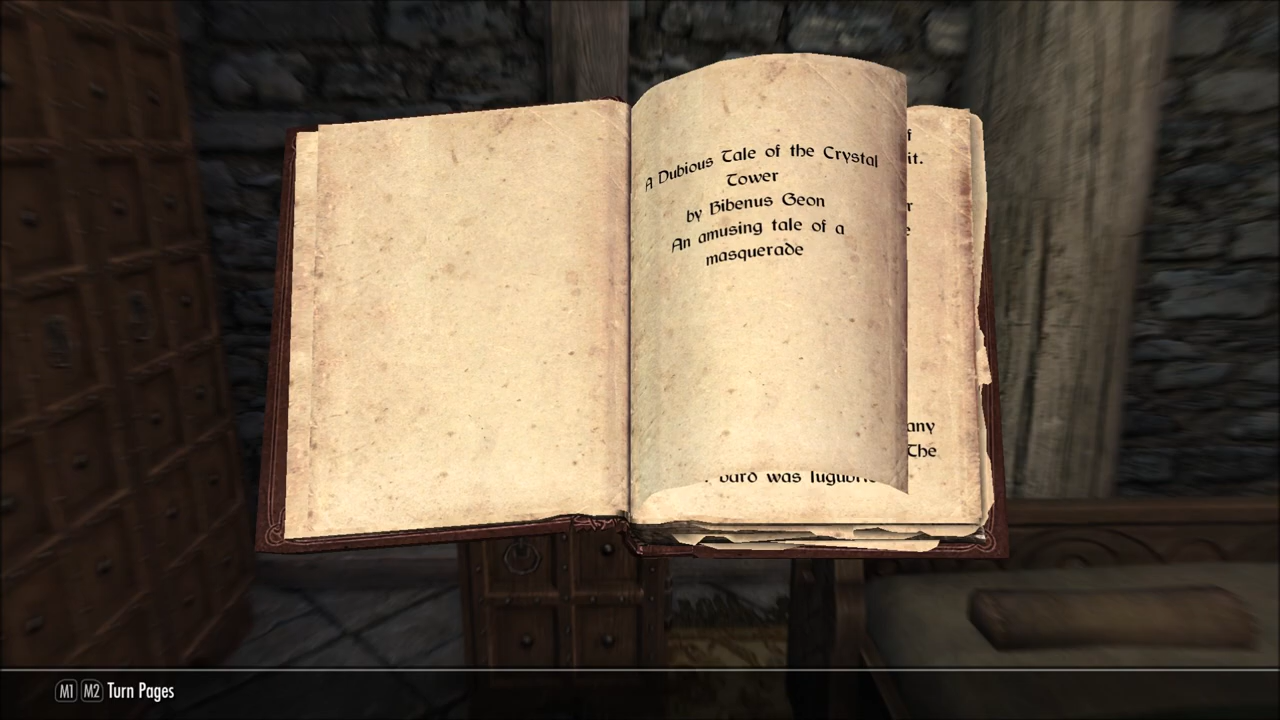 A Dubious Tale of the Crystal
Tower
by Bibenus Geon
An amusing tale of a
masquerade
it.
any
The
bard was
M1 M2 Turn Pages